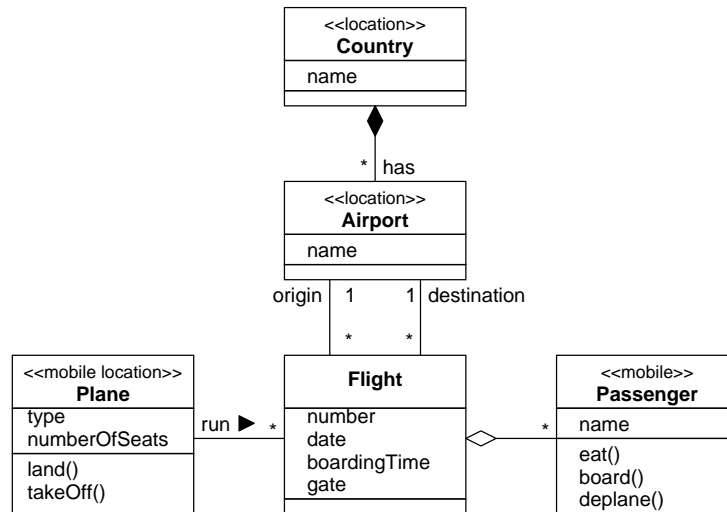 <<location>>
Country
name
* has
<<location>>
Airport
name
origin 1 1 destination
* *
<<mobile location>>
Plane
type
numberOfSeats
land()
takeOff()
run ► *
Flight
number
date
boardingTime
gate
*
<<mobile>>
Passenger
name
eat()
board()
deplane()